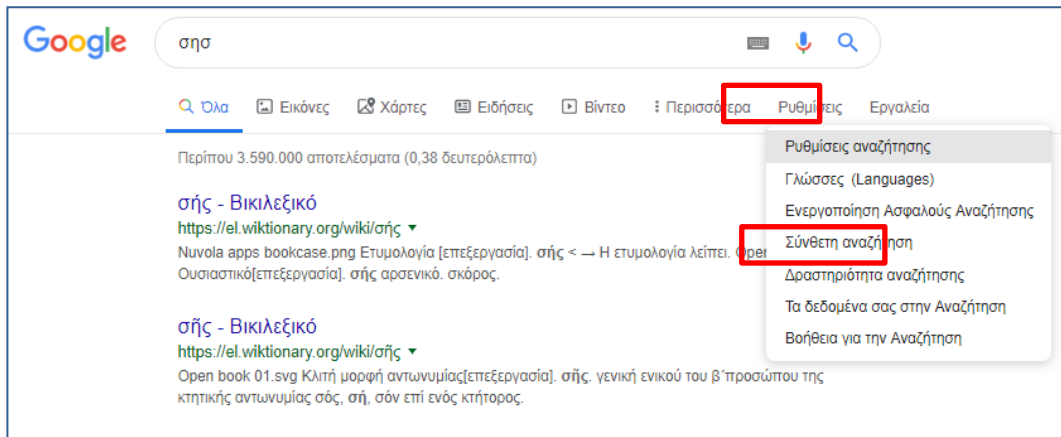 Google
σησ
Όλα Εικόνες Χάρτες Ειδήσεις Βίντεο Περισσότερα Ρυθμίσεις Εργαλεία
Περίπου 3.590.000 αποτελέσματα (0,38 δευτερόλεπτα)
Ρυθμίσεις αναζήτησης
Γλώσσες (Languages)
Ενεργοποίηση Ασφαλούς Αναζήτησης
Σύνθετη αναζήτηση
Δραστηριότητα αναζήτησης
Τα δεδομένα σας στην Αναζήτηση
Βοήθεια για την Αναζήτηση
σής - Βικιλεξικό
https://el.wiktionary.org/wiki/σής
Nuvola apps bookcase.png Ετυμολογία [επεξεργασία]. σής < → Η ετυμολογία λείπει. Open
Ουσιαστικό[επεξεργασία]. σής αρσενικό. σκόρος.
σῆς - Βικιλεξικό
https://el.wiktionary.org/wiki/σῆς
Open book 01.svg Κλιτή μορφή αντωνυμίας[επεξεργασία]. σῆς. γενική ενικού του β΄προσώπου της
κτητικής αντωνυμίας σός, σή, σόν επί ενός κτήτορος.